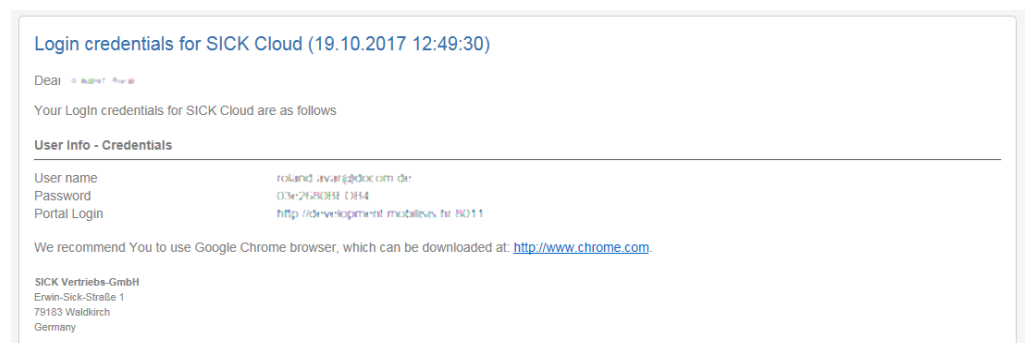 Login credentials for SICK Cloud (19.10.2017 12:49:30)
Dear
Your LogIn credentials for SICK Cloud are as follows
User Info - Credentials
User name
Password
Portal Login
We recommend You to use Google Chrome browser, which can be downloaded at: http://www.chrome.com.
SICK Vertriebs-GmbH
Erwin-Sick-Straße 1
79183 Waldkirch
Germany